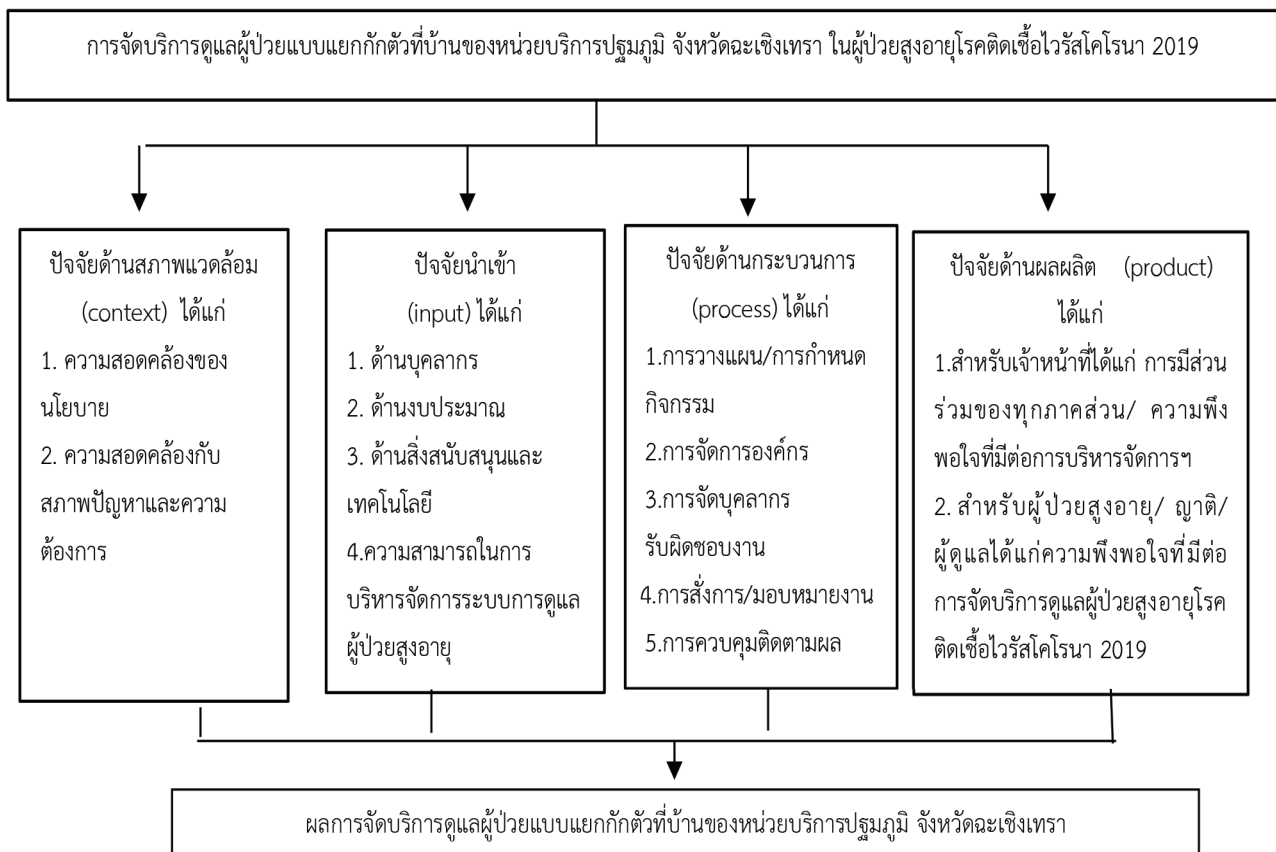 การจัดบริการดูแลผู้ป่วยแบบแยกกักตัวที่บ้านของหน่วยบริการปฐมภูมิ จังหวัดฉะเชิงเทรา ในผู้ป่วยสูงอายุโรคติดเชื้อไวรัสโคโรนา 2019
ปัจจัยด้านสภาพแวดล้อม
(context) ได้แก่
1. ความสอดคล้องของ
นโยบาย
2. ความสอดคล้องกับ
สภาพปัญหาและความ
ต้องการ
ปัจจัยนำเข้า
(input) ได้แก่
1. ด้านบุคลากร
2. ด้านงบประมาณ
3. ด้านสิ่งสนับสนุนและ
เทคโนโลยี
4.ความสามารถในการ
บริหารจัดการระบบการดูแล
ผู้ป่วยสูงอายุ
ปัจจัยด้านกระบวนการ
(process) ได้แก่
1.การวางแผน/การกำหนด
กิจกรรม
2.การจัดการองค์กร
3.การจัดบุคลากร
รับผิดชอบงาน
4.การสั่งการ/มอบหมายงาน
5.การควบคุมติดตามผล
ปัจจัยด้านผลผลิต (product)
ได้แก่
1.สำหรับเจ้าหน้าที่ได้แก่ การมีส่วน
ร่วมของทุกภาคส่วน/ ความพึง
พอใจที่มีต่อการบริหารจัดการฯ
2. สำหรับผู้ป่วยสูงอายุ/ ญาติ/
ผู้ดูแลได้แก่ความพึงพอใจที่มีต่อ
การจัดบริการดูแลผู้ป่วยสูงอายุโรค
ติดเชื้อไวรัสโคโรนา 2019
ผลการจัดบริการดูแลผู้ป่วยแบบแยกกักตัวที่บ้านของหน่วยบริการปฐมภูมิ จังหวัดฉะเชิงเทรา